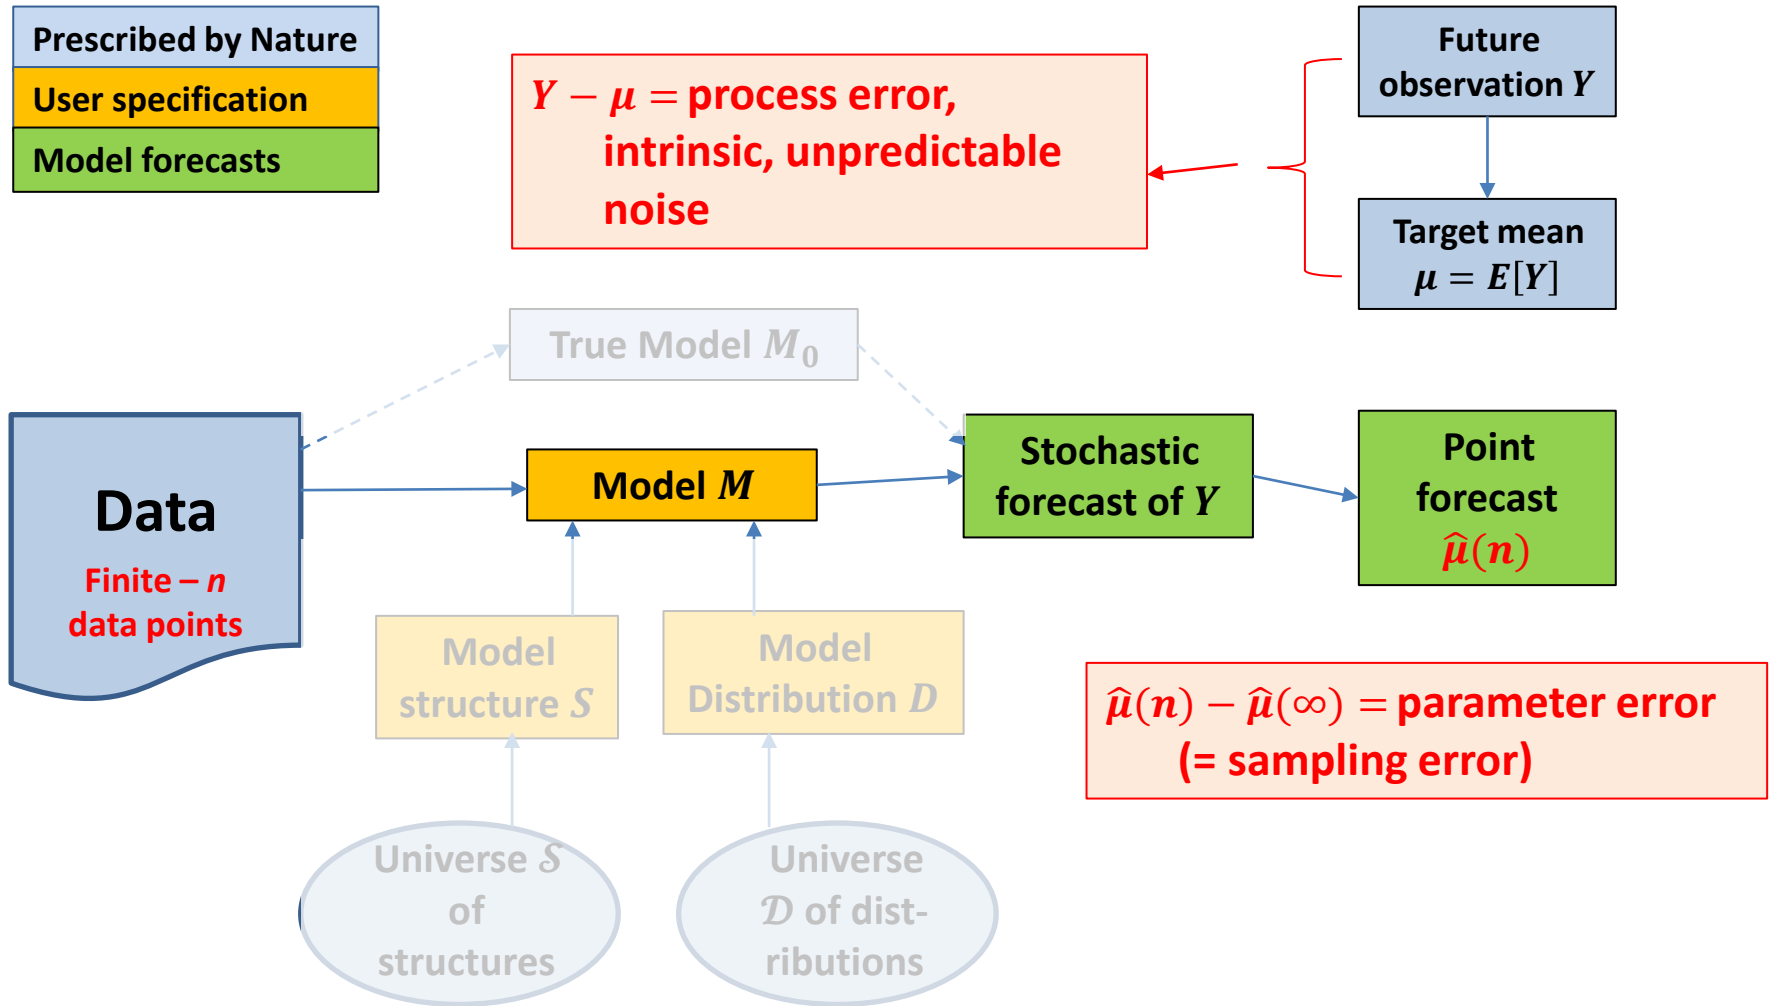 Prescribed by Nature
User specification
Model forecasts
Y − μ = process error,
intrinsic, unpredictable
noise
Future
observation Y
Target mean
μ = E[Y]
True Model M₀
Data
Finite – n
data points
Model M
Stochastic
forecast of Y
Point
forecast
μ̂(n)
Model
structure S
Model
Distribution D
μ̂(n) − μ̂(∞) = parameter error
(= sampling error)
Universe 𝒮
of
structures
Universe
𝒟 of dist-
ributions